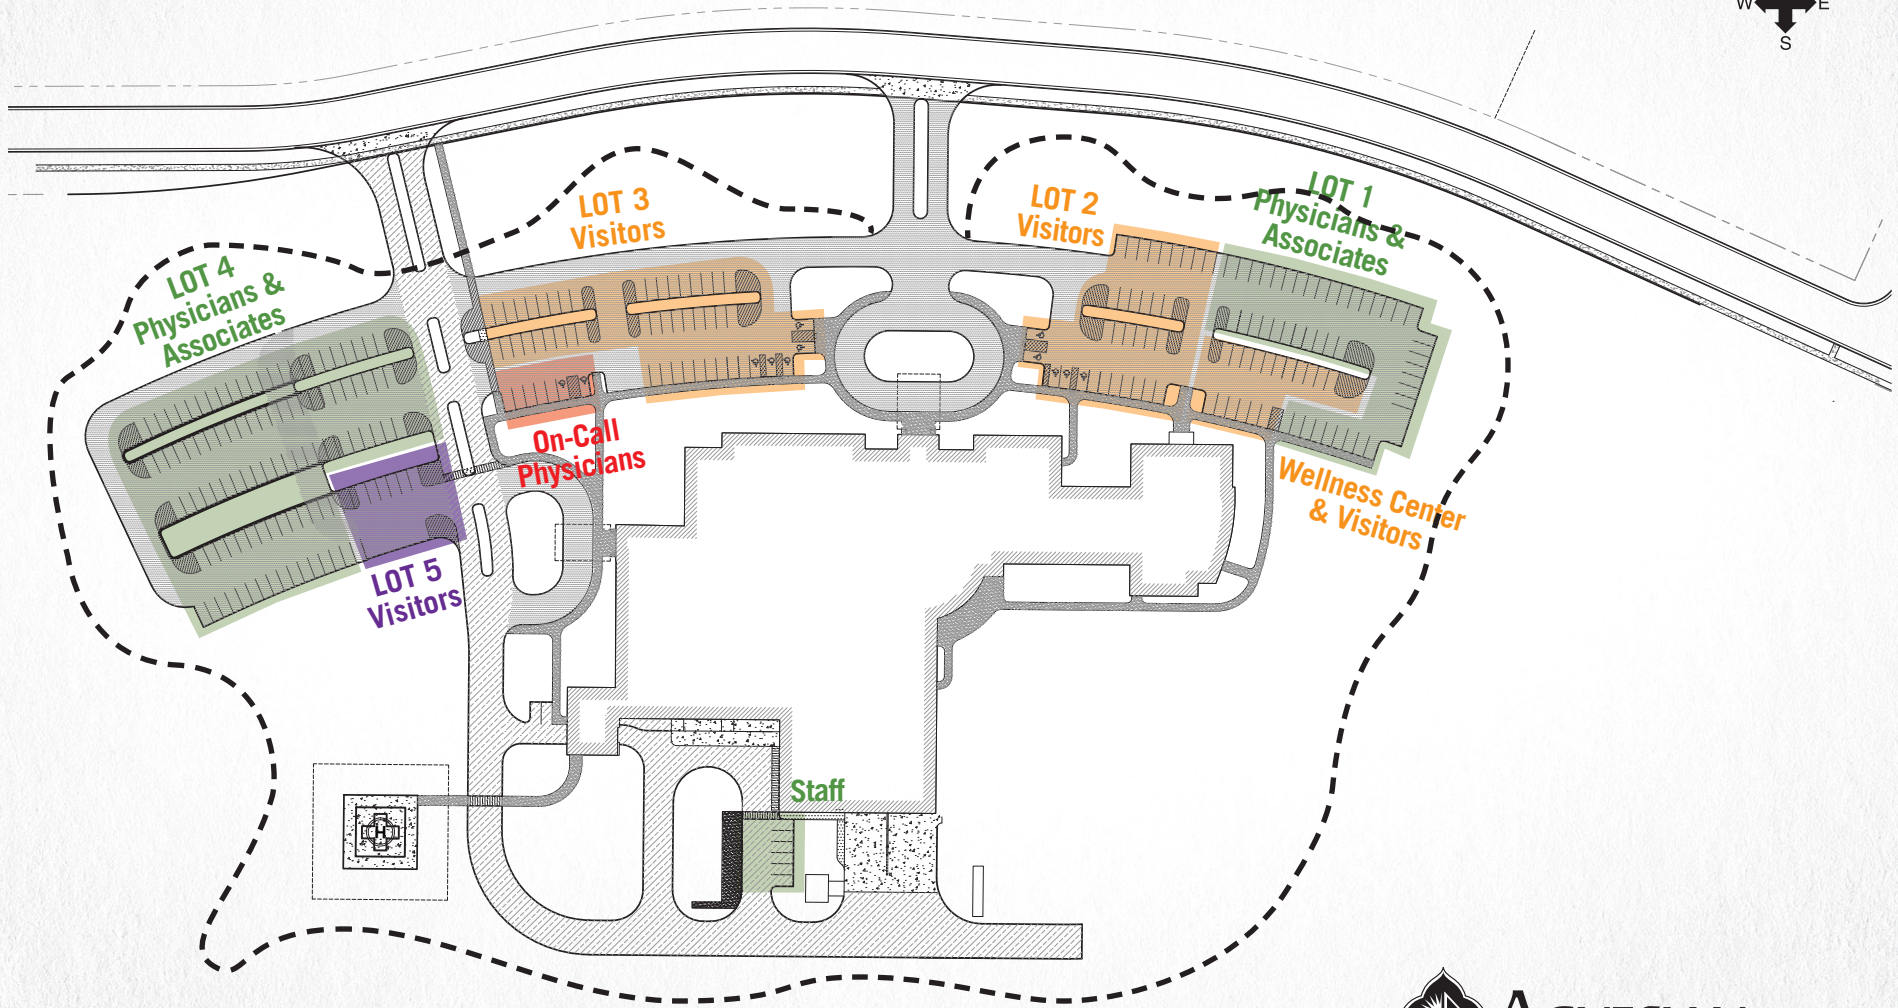 W E
S
LOT 1
Physicians &
Associates
LOT 2
Visitors
LOT 3
Visitors
LOT 4
Physicians &
Associates
On-Call
Physicians
Wellness Center
& Visitors
LOT 5
Visitors
Staff
H